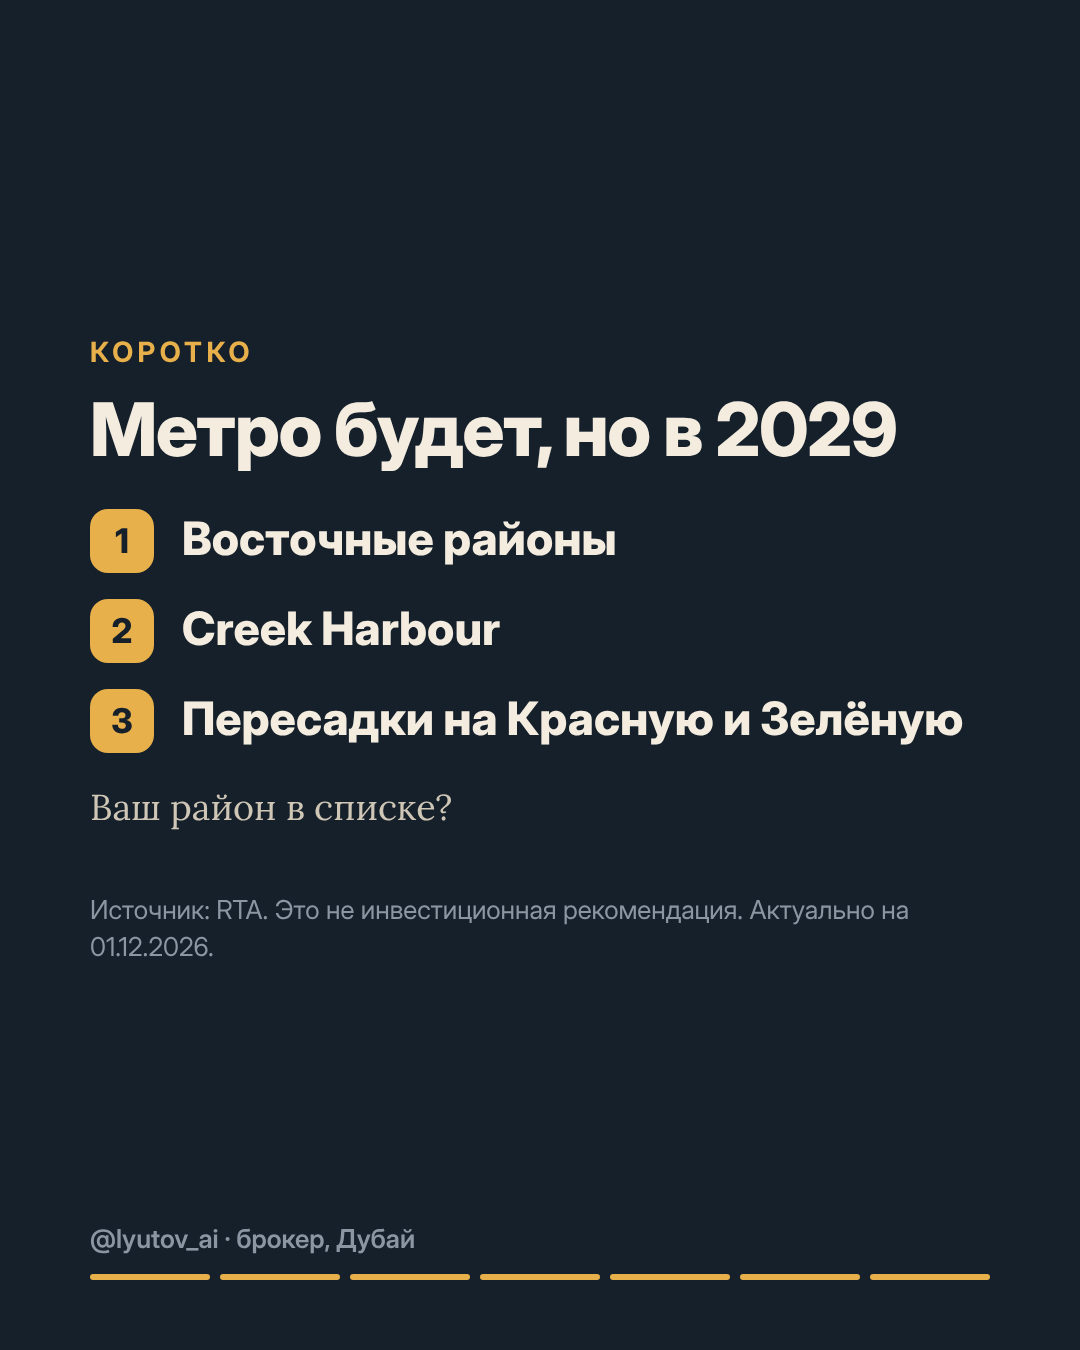 КОРОТКО
Метро будет, но в 2029
1 Восточные районы
2 Creek Harbour
3 Пересадки на Красную и Зелёную
Ваш район в списке?
Источник: RTA. Это не инвестиционная рекомендация. Актуально на
01.12.2026.
@lyutov_ai · брокер, Дубай